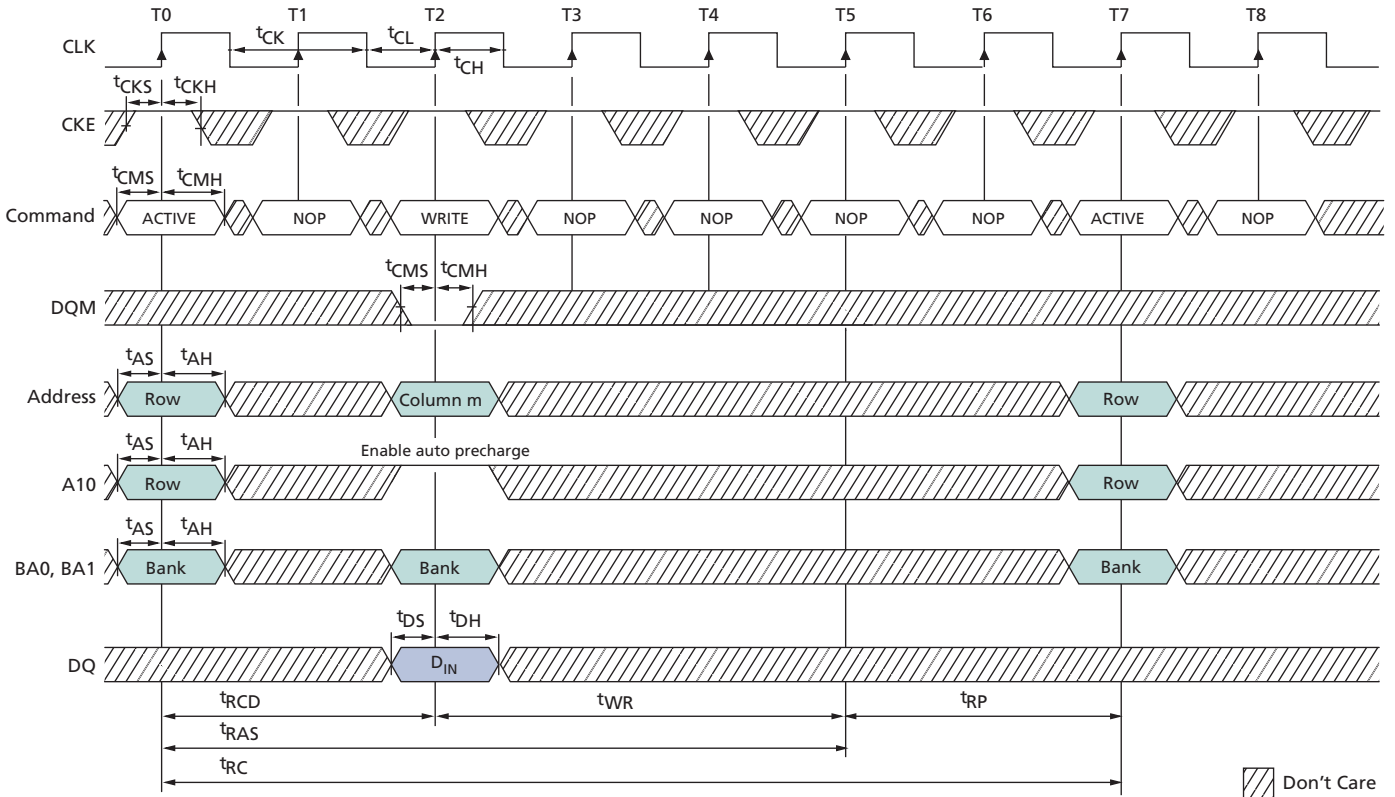 T0 T1 T2 T3 T4 T5 T6 T7 T8
CLK tCK tCL tCH
tCKS tCKH
CKE
tCMS tCMH
Command ACTIVE NOP WRITE NOP NOP NOP NOP ACTIVE NOP
tCMS tCMH
DQM
tAS tAH
Address Row Column m Row
tAS tAH Enable auto precharge
A10 Row Row
tAS tAH
BA0, BA1 Bank Bank Bank
tDS tDH
DQ DIN
tRCD tWR tRP
tRAS
tRC
Don't Care